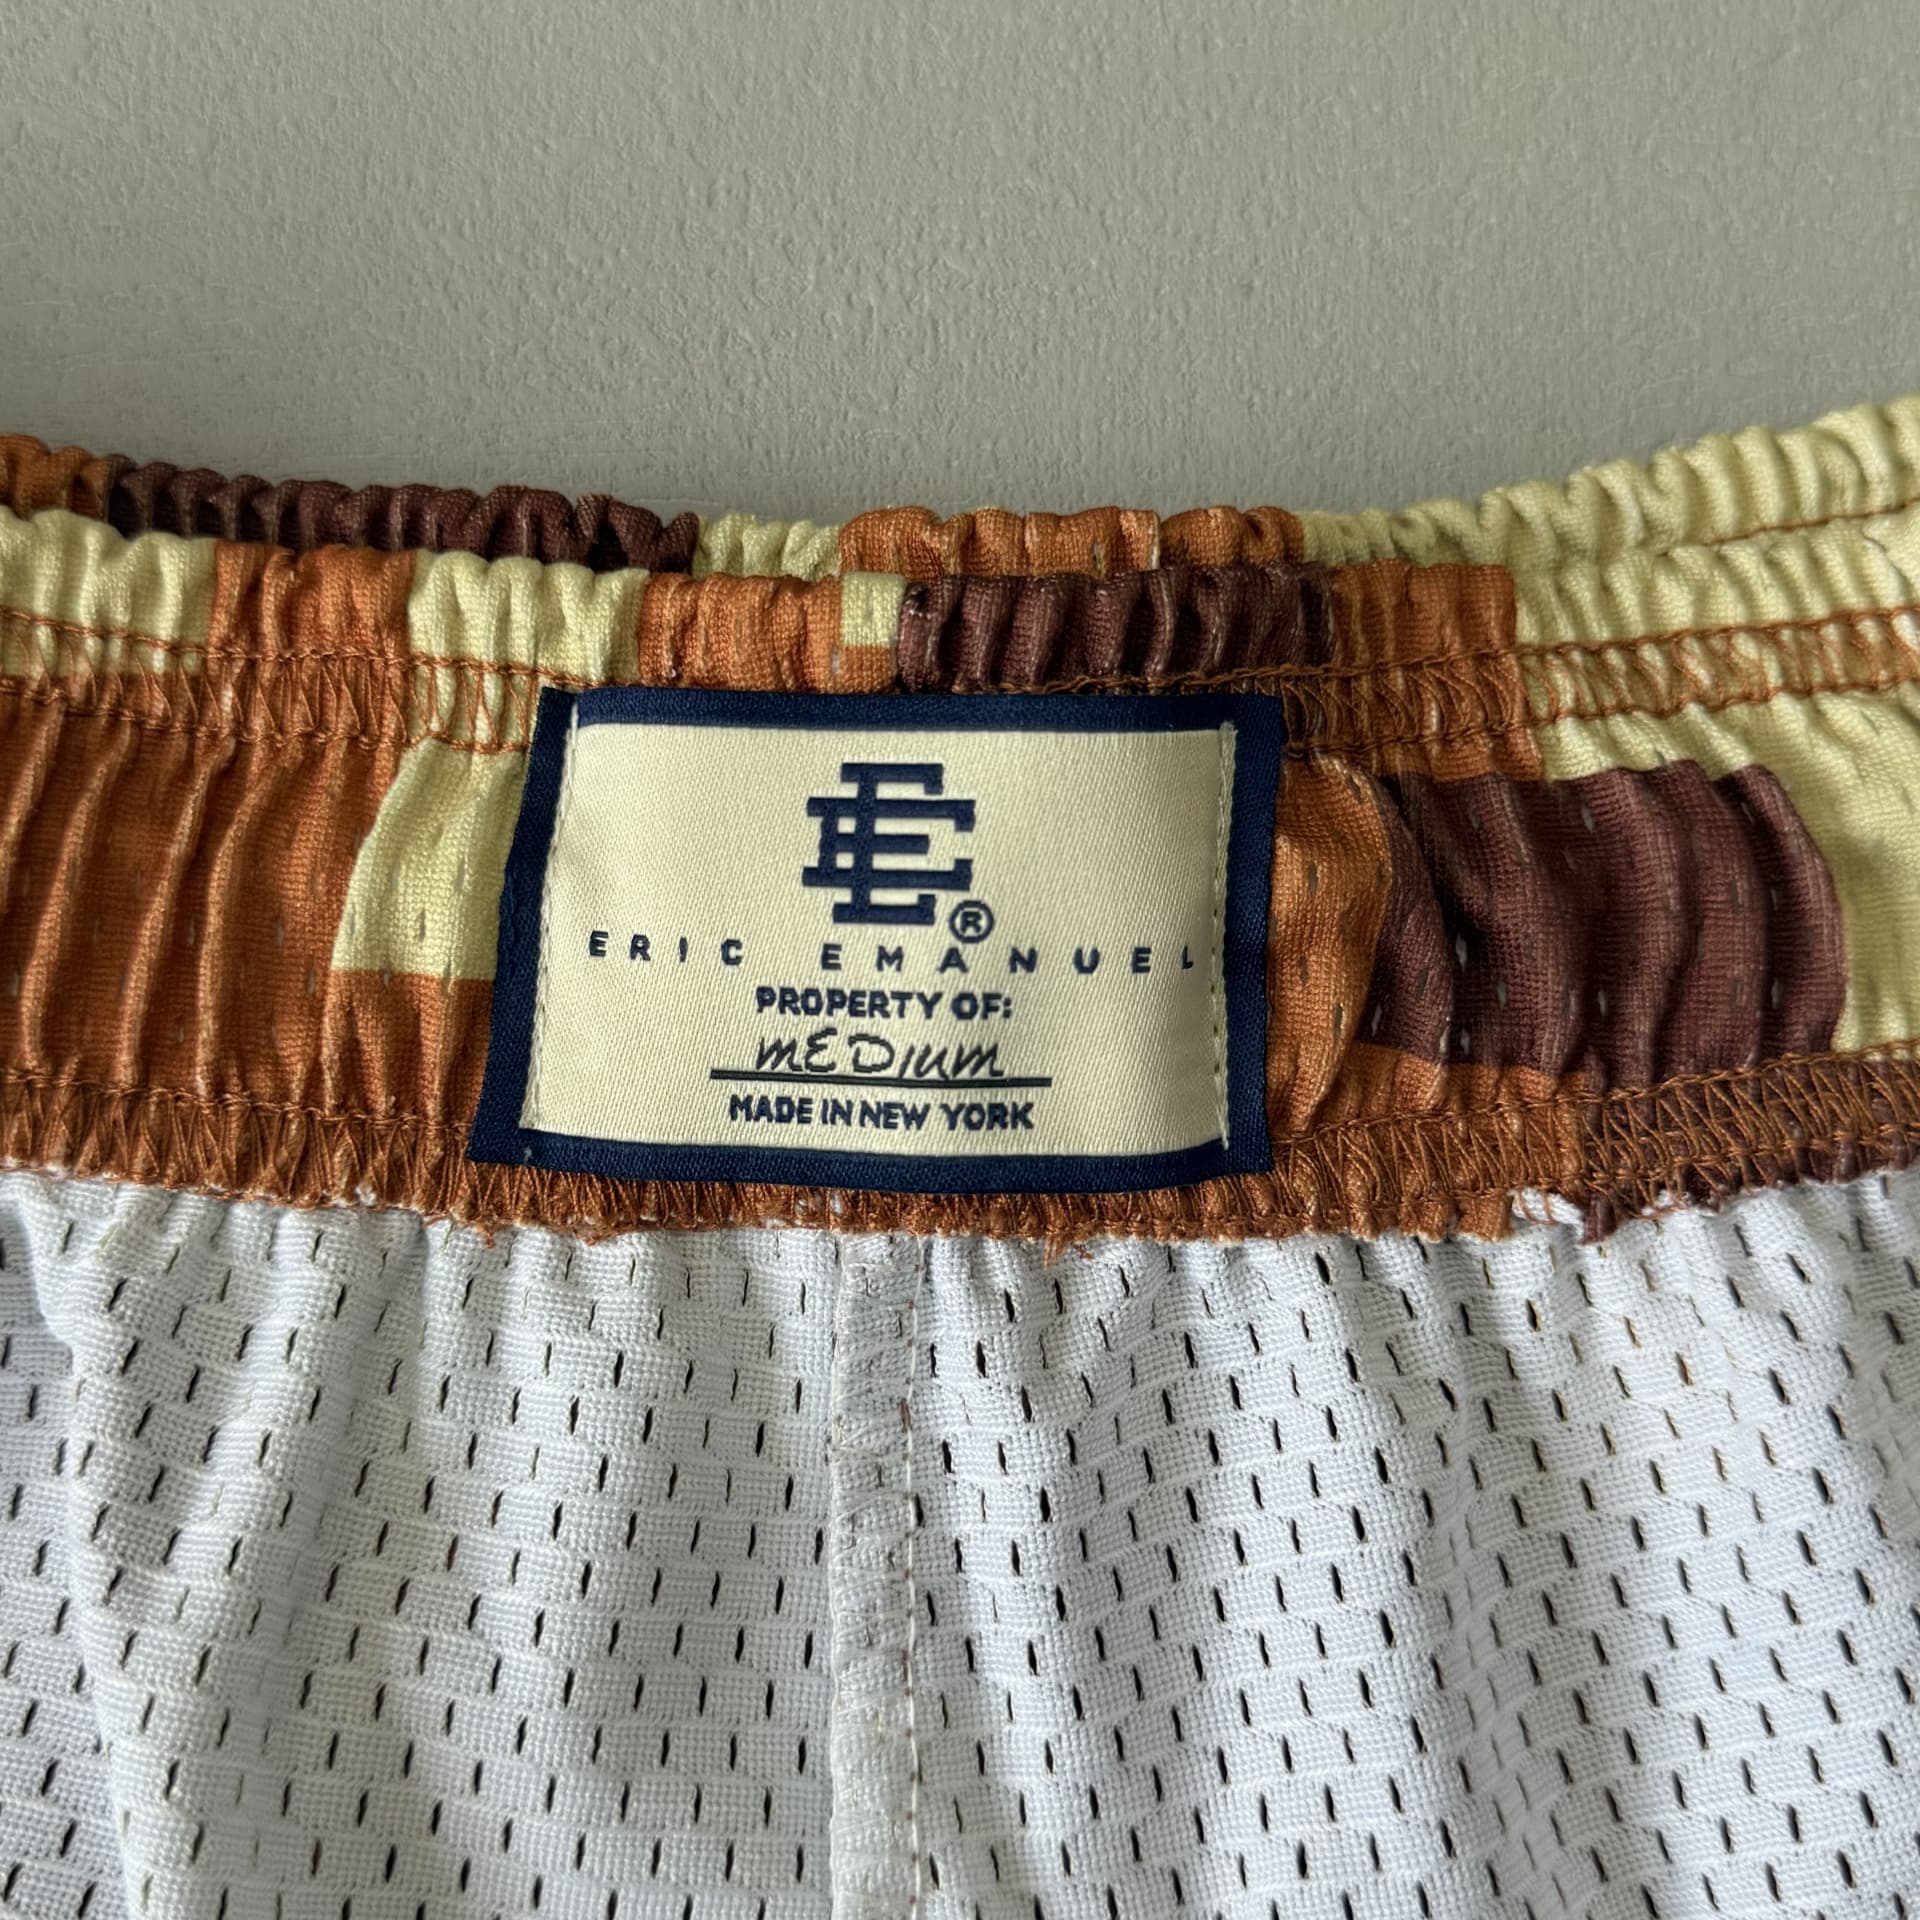 EE®
ERIC EMANUEL
PROPERTY OF:
mEDium
MADE IN NEW YORK